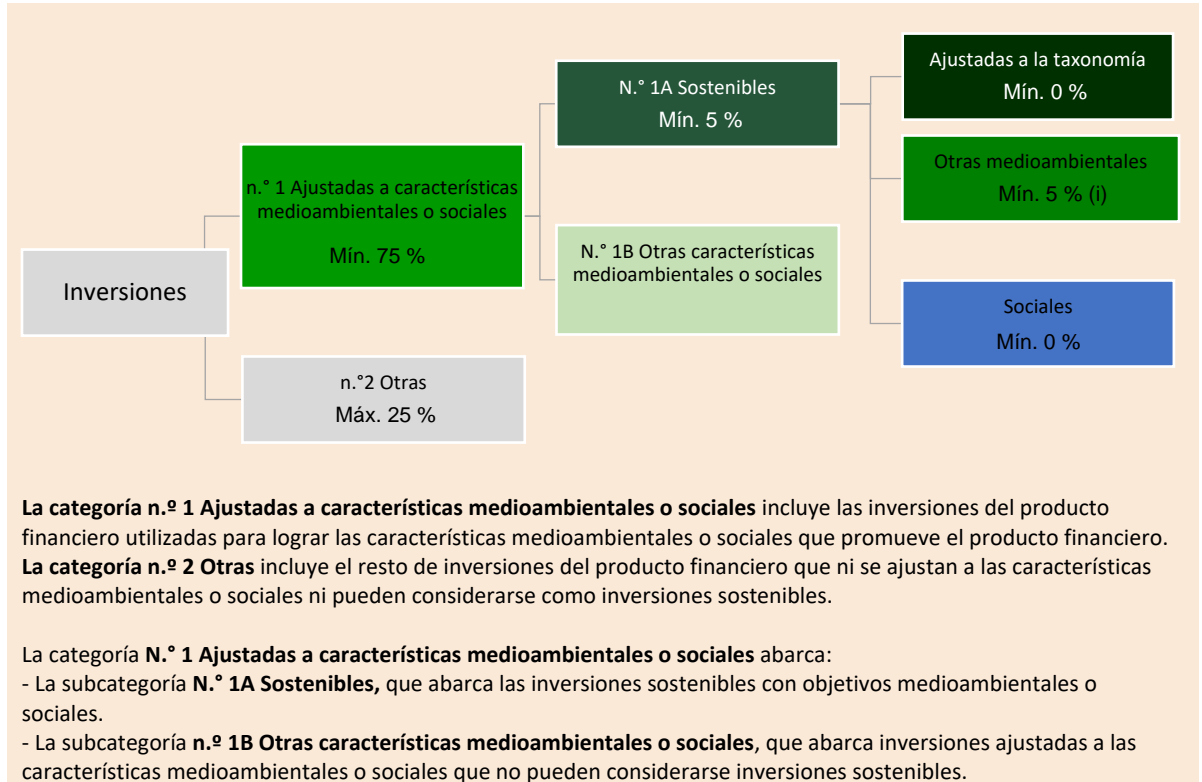 Inversiones
n.° 1 Ajustadas a características
medioambientales o sociales
Mín. 75 %
n.°2 Otras
Máx. 25 %
N.° 1A Sostenibles
Mín. 5 %
N.° 1B Otras características
medioambientales o sociales
Ajustadas a la taxonomía
Mín. 0 %
Otras medioambientales
Mín. 5 % (i)
Sociales
Mín. 0 %
La categoría n.º 1 Ajustadas a características medioambientales o sociales incluye las inversiones del producto
financiero utilizadas para lograr las características medioambientales o sociales que promueve el producto financiero.
La categoría n.º 2 Otras incluye el resto de inversiones del producto financiero que ni se ajustan a las características
medioambientales o sociales ni pueden considerarse como inversiones sostenibles.
La categoría N.° 1 Ajustadas a características medioambientales o sociales abarca:
- La subcategoría N.° 1A Sostenibles, que abarca las inversiones sostenibles con objetivos medioambientales o
sociales.
- La subcategoría n.º 1B Otras características medioambientales o sociales, que abarca inversiones ajustadas a las
características medioambientales o sociales que no pueden considerarse inversiones sostenibles.